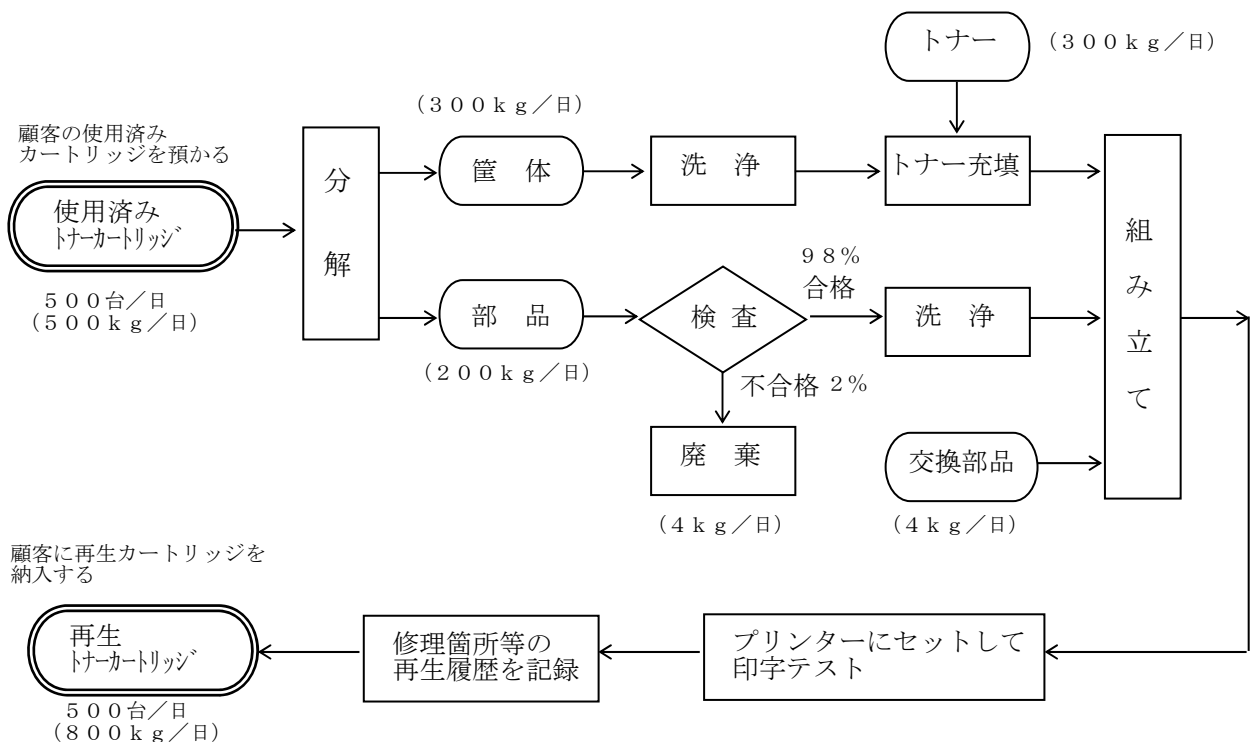 トナー
（３００ｋｇ／日）
（３００ｋｇ／日）
顧客の使用済み
カートリッジを預かる
使用済み
ﾄﾅｰｶｰﾄﾘｯｼﾞ
５００台／日
（５００ｋｇ／日）
分
解
筐　体
洗　浄
トナー充填
組
み
立
て
部　品
（２００ｋｇ／日）
検 査
９８％
合格
洗　浄
不合格 ２％
廃　棄
（４ｋｇ／日）
交換部品
（４ｋｇ／日）
顧客に再生カートリッジを
納入する
再生
ﾄﾅｰｶｰﾄﾘｯｼﾞ
５００台／日
（８００ｋｇ／日）
修理箇所等の
再生履歴を記録
プリンターにセットして
印字テスト